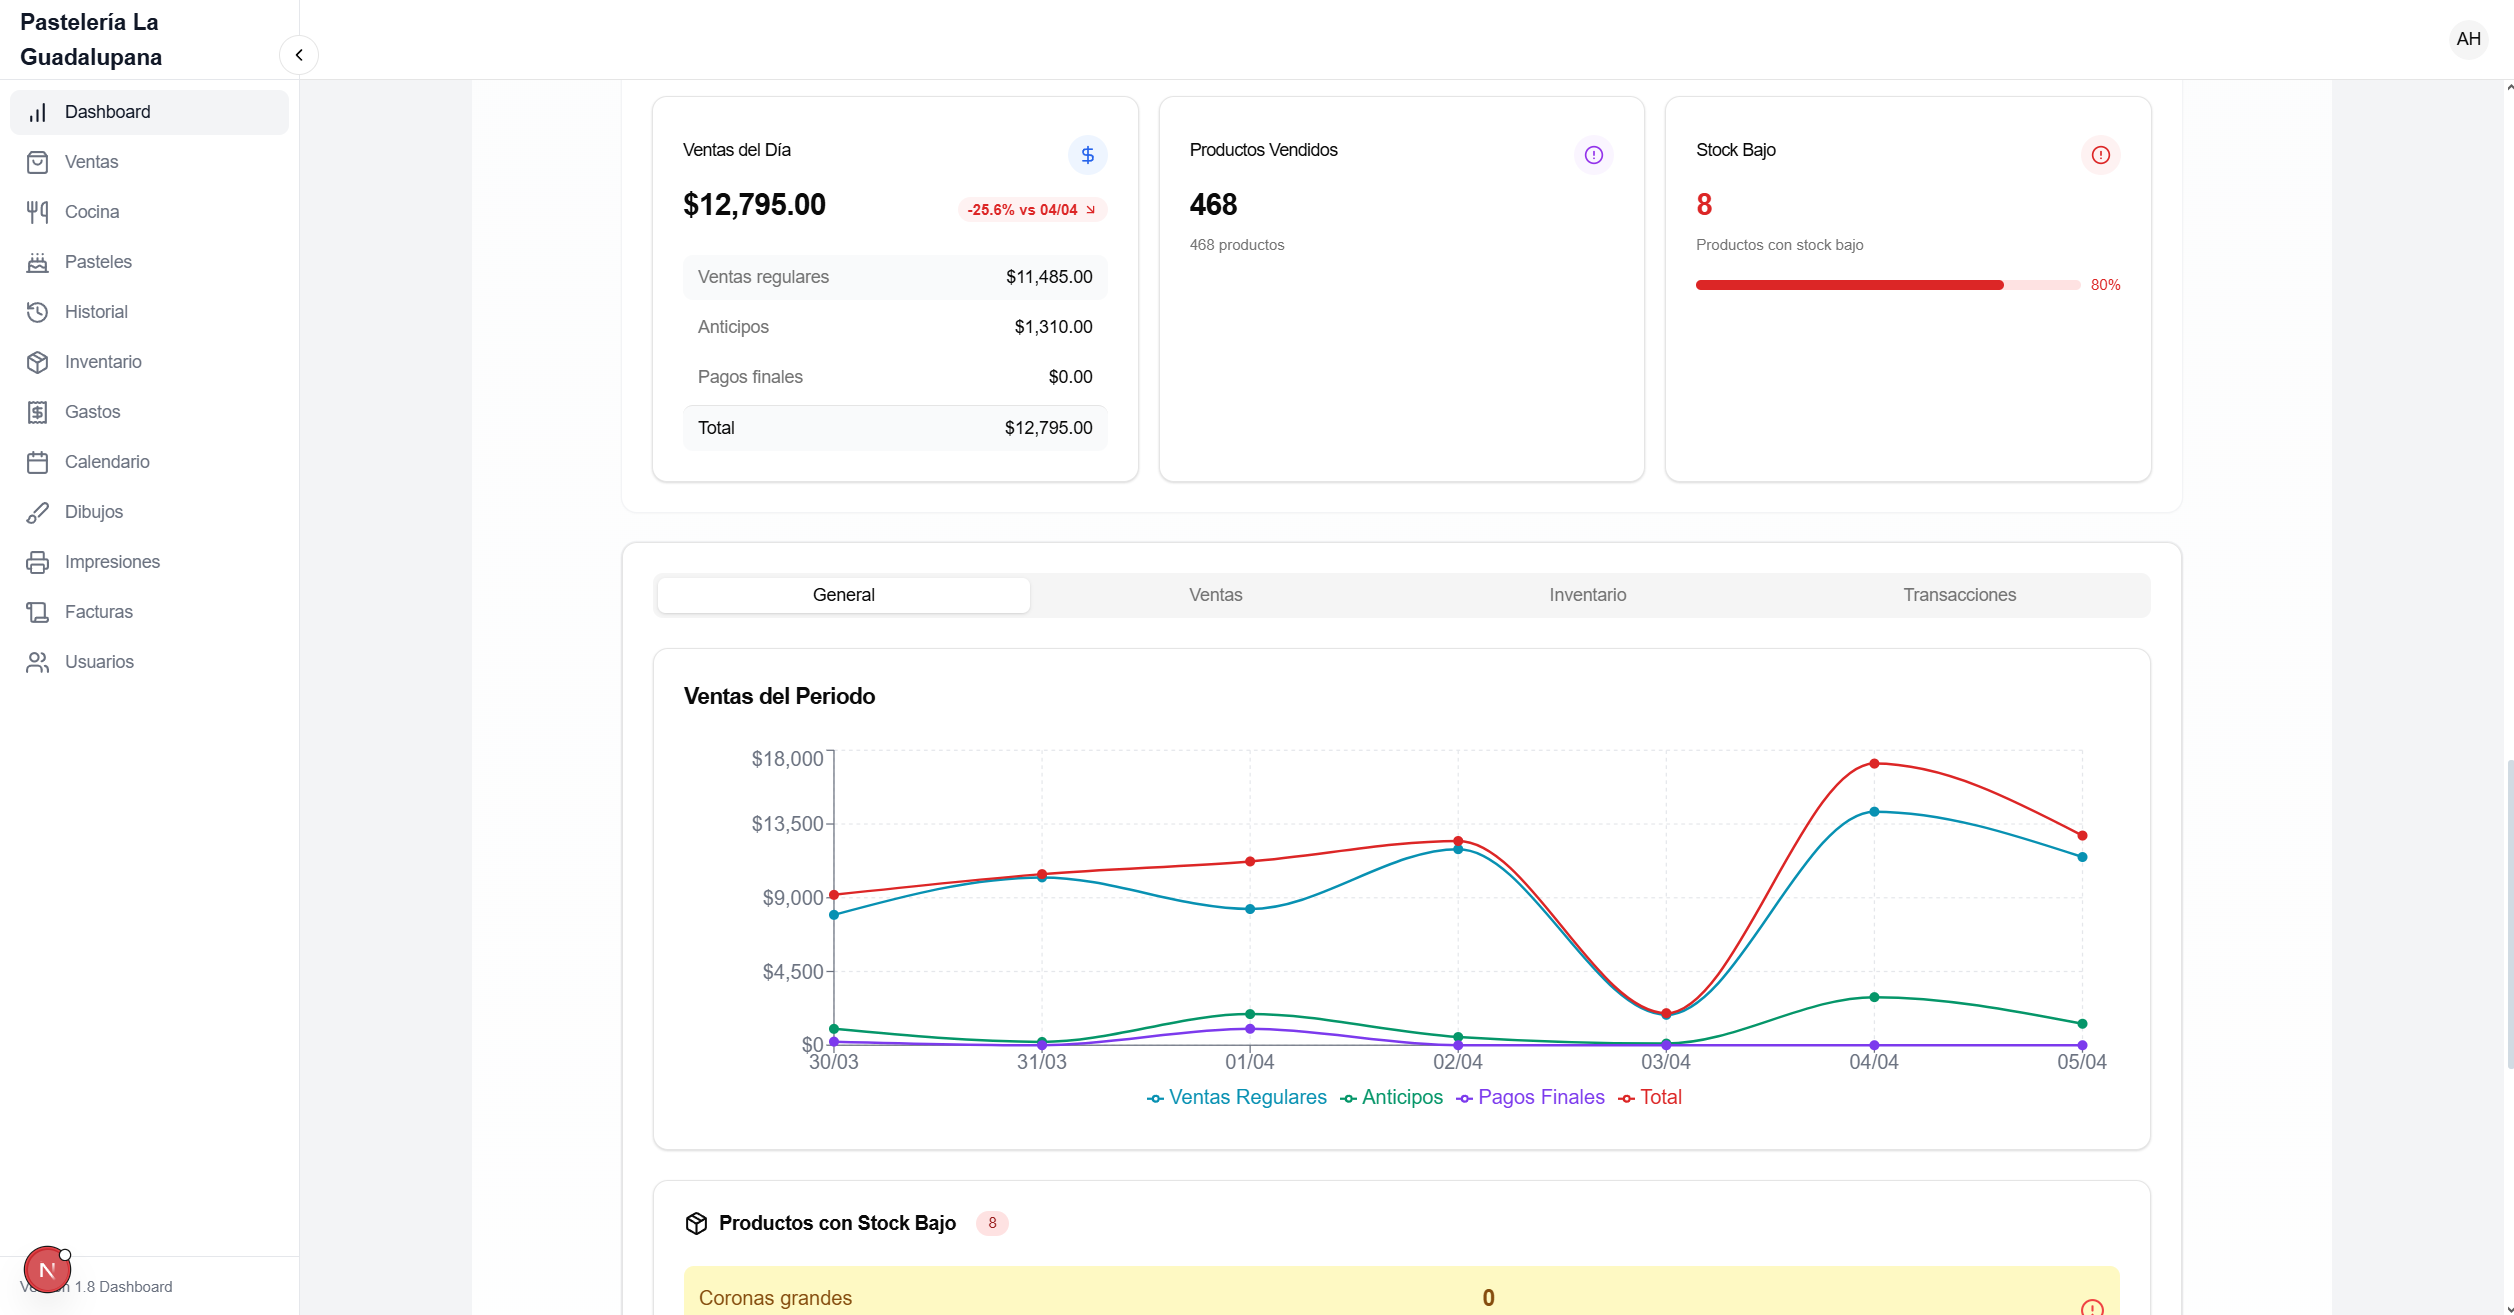 Pastelería La
Guadalupana
AH
Dashboard
Ventas
Cocina
Pasteles
Historial
Inventario
Gastos
Calendario
Dibujos
Impresiones
Facturas
Usuarios
N
1.8 Dashboard
Ventas del Día
$12,795.00
-25.6% vs 04/04
Ventas regulares $11,485.00
Anticipos $1,310.00
Pagos finales $0.00
Total $12,795.00
Productos Vendidos
468
468 productos
Stock Bajo
8
Productos con stock bajo
80%
General Ventas Inventario Transacciones
Ventas del Periodo
$18,000
$13,500
$9,000
$4,500
$0
30/03 31/03 01/04 02/04 03/04 04/04 05/04
Ventas Regulares Anticipos Pagos Finales Total
Productos con Stock Bajo 8
Coronas grandes 0